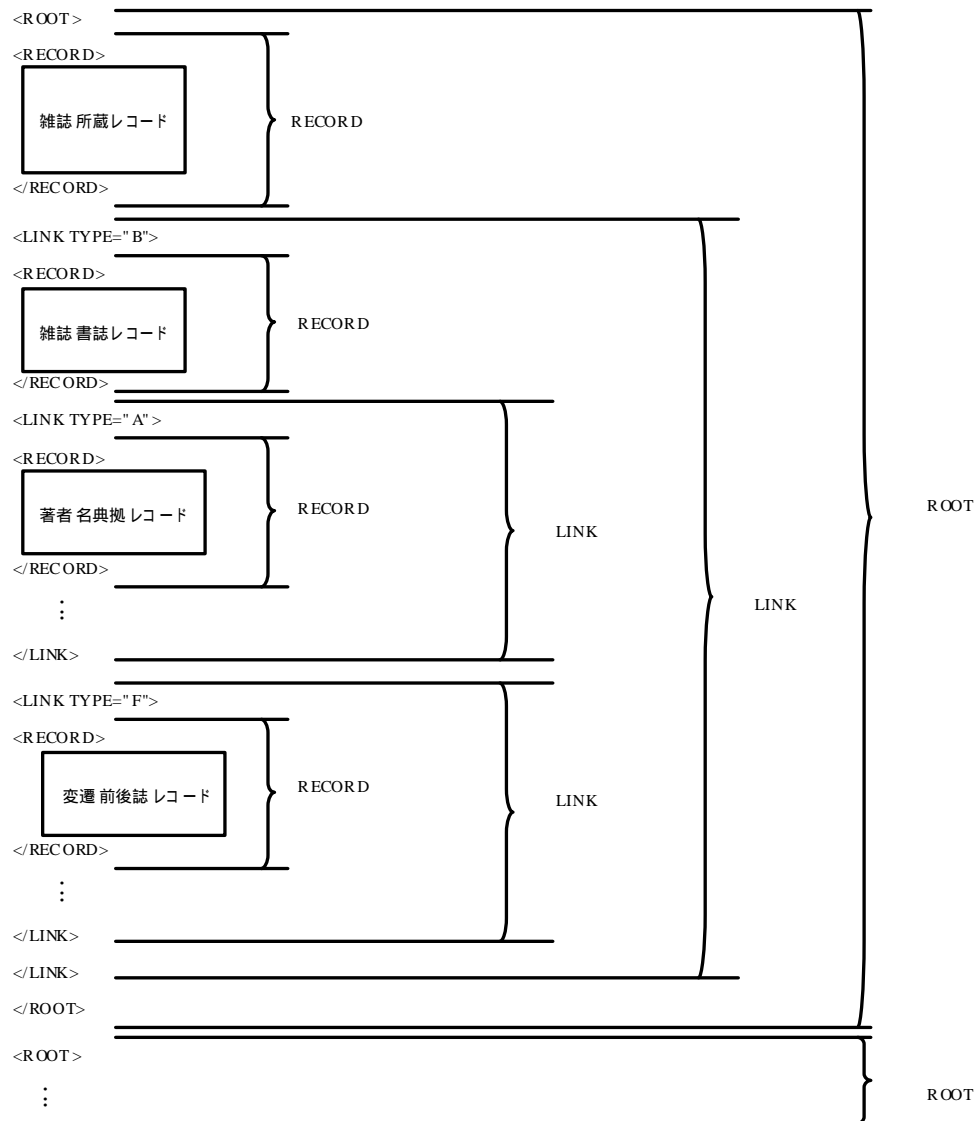 <ROOT>
<RECORD>
雑誌所蔵レコード
RECORD
</RECORD>
<LINK TYPE="B">
<RECORD>
雑誌書誌レコード
RECORD
</RECORD>
<LINK TYPE="A">
<RECORD>
著者名典拠レコード
RECORD
LINK
ROOT
</RECORD>
⋮
LINK
</LINK>
<LINK TYPE="F">
<RECORD>
変遷前後誌レコード
RECORD
LINK
</RECORD>
⋮
</LINK>
</LINK>
</ROOT>
<ROOT>
⋮
ROOT